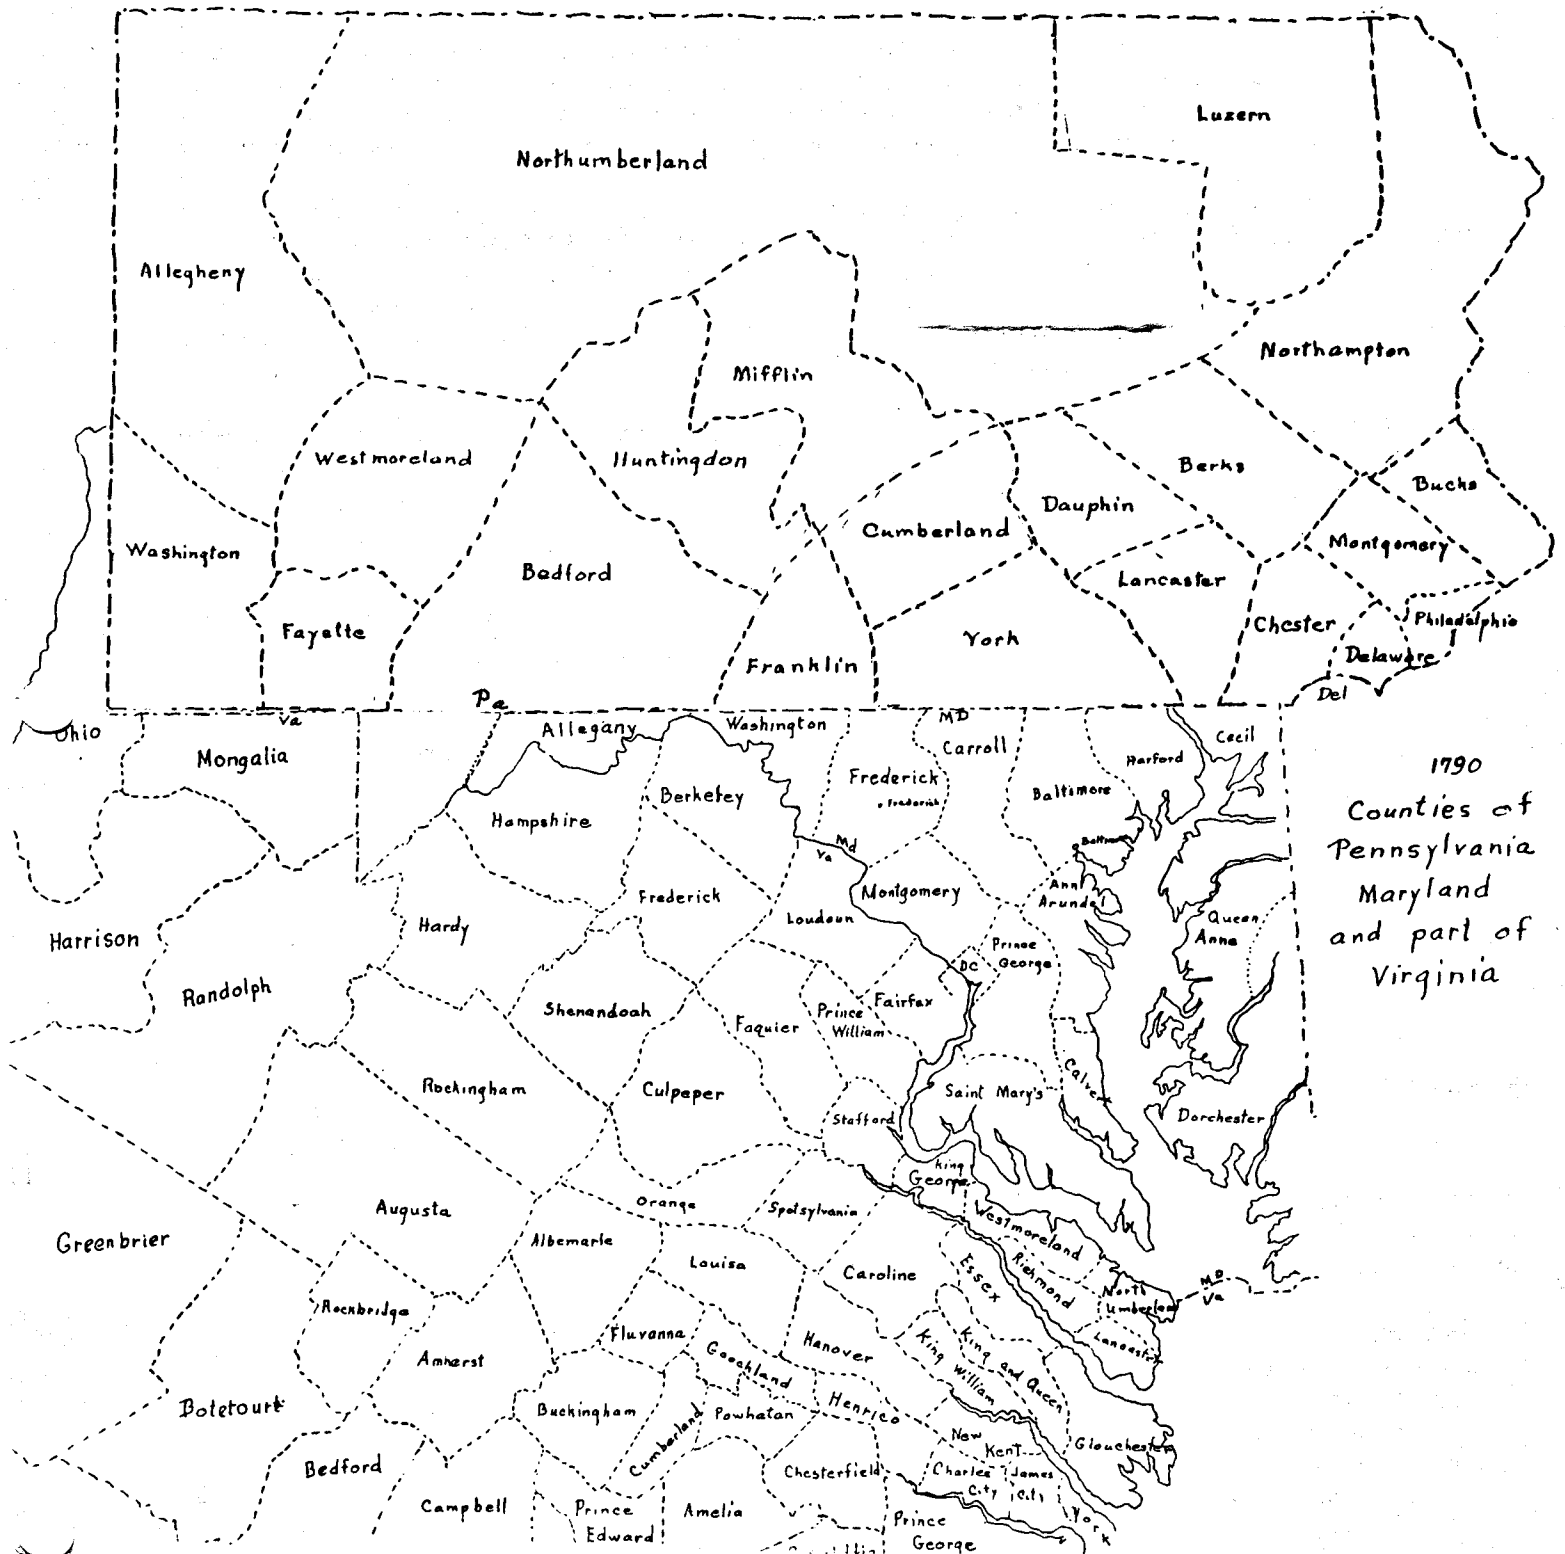 Luzern
Northumberland
Allegheny
Northampton
Mifflin
Westmoreland
Huntingdon
Berks
Bucks
Dauphin
Cumberland
Washington
Montgomery
Bedford
Lancaster
Fayette
York
Chester
Philadelphia
Franklin
Delaware
Del
Pa
Va
Ohio
Allegany
Washington
MD
Carroll
Cecil
Mongalia
Harford
1790
Counties of
Pennsylvania
Maryland
and part of
Virginia
Frederick
Frederick
Baltimore
Berkeley
Hampshire
Md
Va
Frederick
Montgomery
Ann
Arundel
Loudoun
Queen
Anne
Harrison
Hardy
Prince
George
DC
Randolph
Shenandoah
Fairfax
Prince
William
Faquier
Rockingham
Culpeper
Calvert
Saint Mary's
Stafford
Dorchester
King
George
Orange
Spotsylvania
Augusta
Westmoreland
Greenbrier
Albemarle
Louisa
Caroline
Essex
Richmond
MD
Va
North
Umberland
Rockbridge
Fluvanna
Hanover
King and Queen
King William
Lancaster
Amherst
Goochland
Botetourt
Buckingham
Cumberland
Powhatan
Henrico
New
Kent
Glouchester
Bedford
Chesterfield
Charles
City
James
City
York
Campbell
Prince
Edward
Amelia
Prince
George